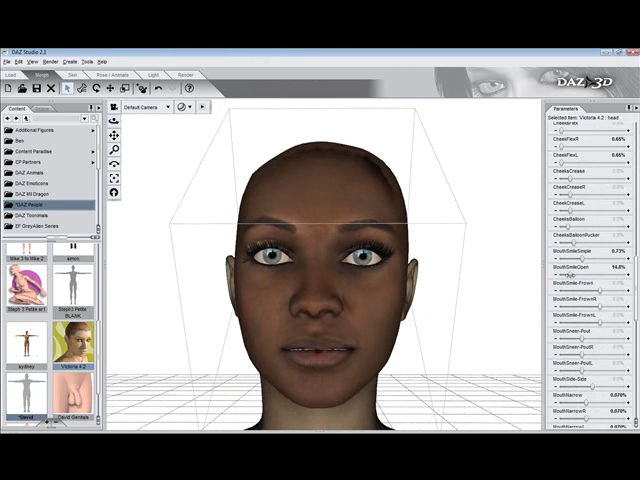 DAZ Studio 2.3
File Edit View Render Create Tools Help
Load Morph Skin Pose / Animate Light Render
DAZ 3D
Content
Default Camera
Parameters
Selected Item: Victoria 4.2 : head
Additional Figures
Ben
Content Paradise
CP Partners
DAZ Animals
DAZ Emoticons
DAZ Mil Dragon
*DAZ People
DAZ Toonimals
EF GreyAlien Series
Mike 3 to Mike 2
simon
Steph 3 Petite sr1
Steph3 Petite
BLANK
sydney
Victoria 4.2
David Genitals
CheekFlexR
0.65%
CheekFlexL
0.65%
CheeksCrease
CheekCreaseR
CheekCreaseL
CheeksBalloon
CheeksBalloonPucker
MouthSmileSimple
0.73%
MouthSmileOpen
14.8%
MouthSmile-Frown
MouthSmile-FrownR
MouthSmile-FrownL
MouthSneer-Pout
MouthSneer-PoutR
MouthSneer-PoutL
MouthSide-Side
MouthNarrow
0.070%
MouthNarrowR
0.070%